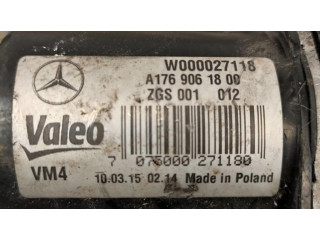 W000027118
A176 906 18 00
ZGS 001 012
Valeo
7 075000 271180
VM4
10.03.15 02.14 Made in Poland